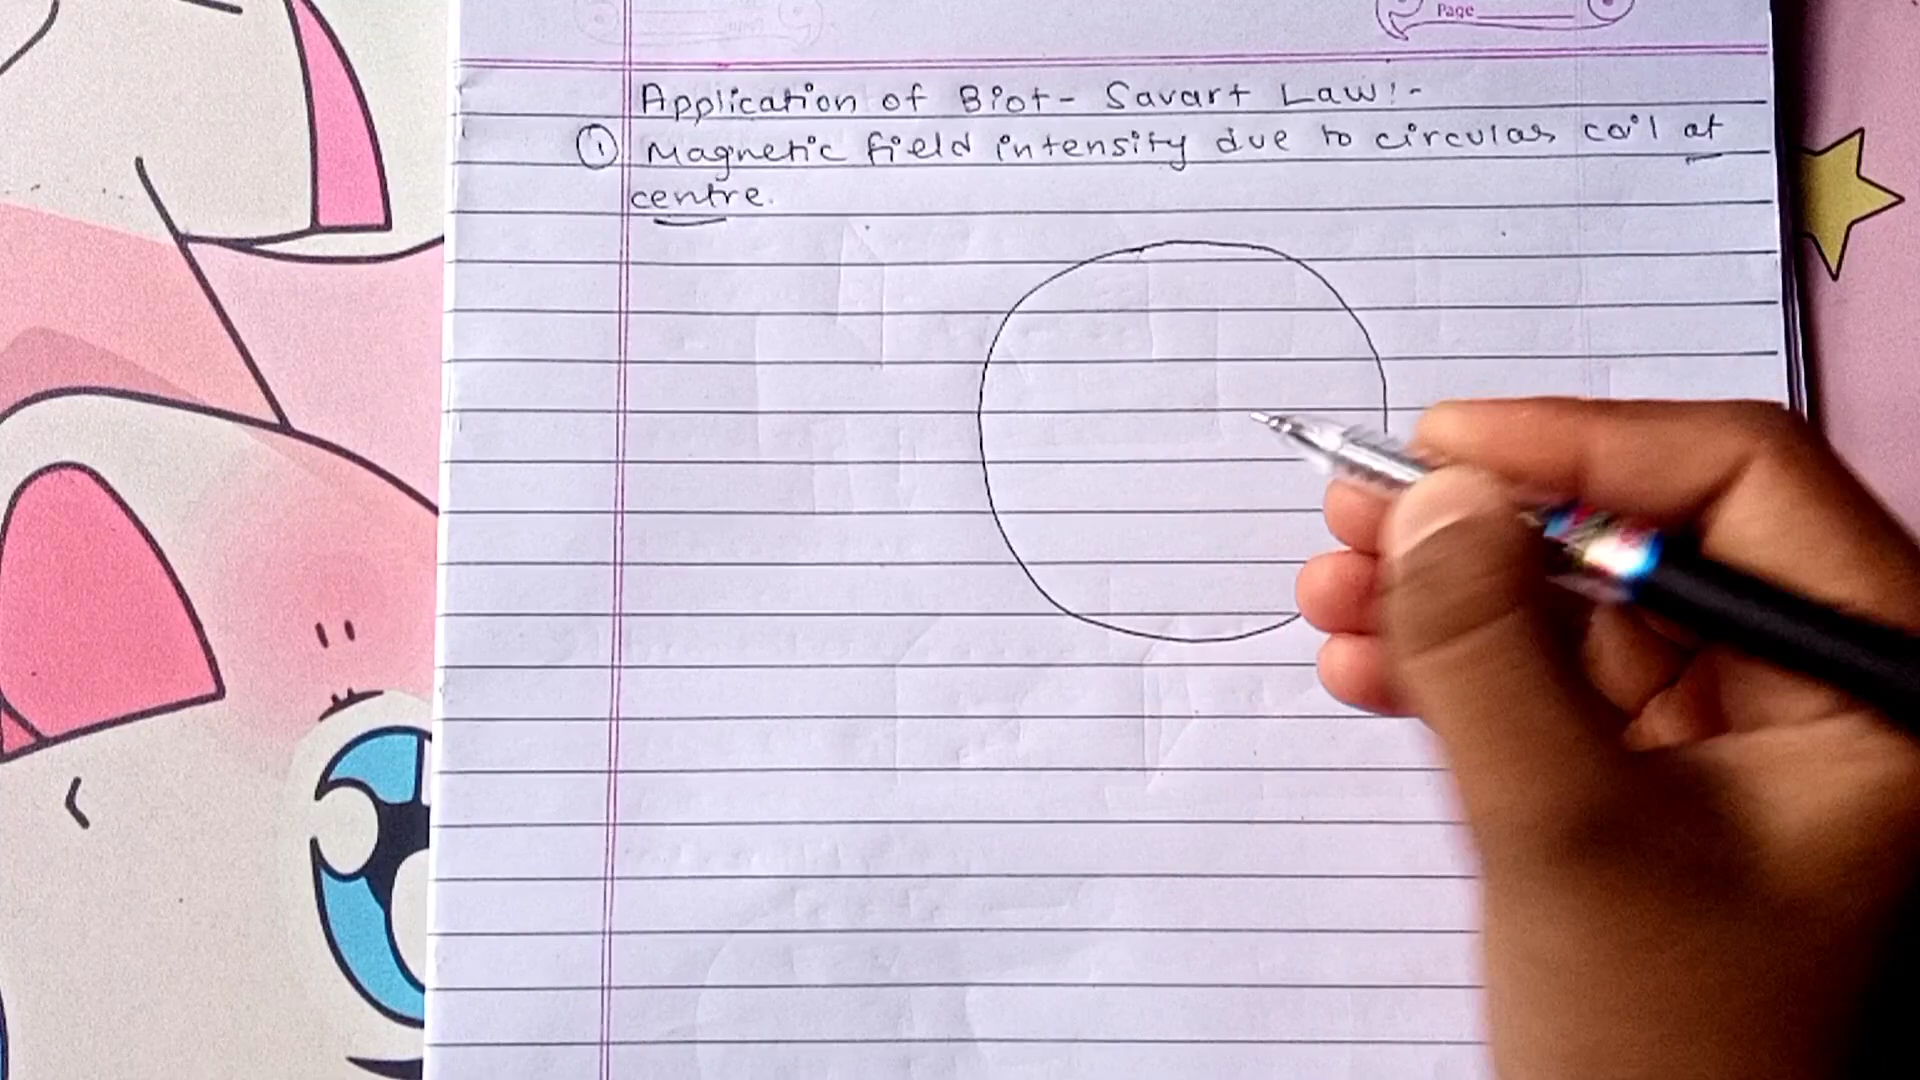 Page
Application of Biot- Savart Law:-
① Magnetic field intensity due to circular coil at
centre.